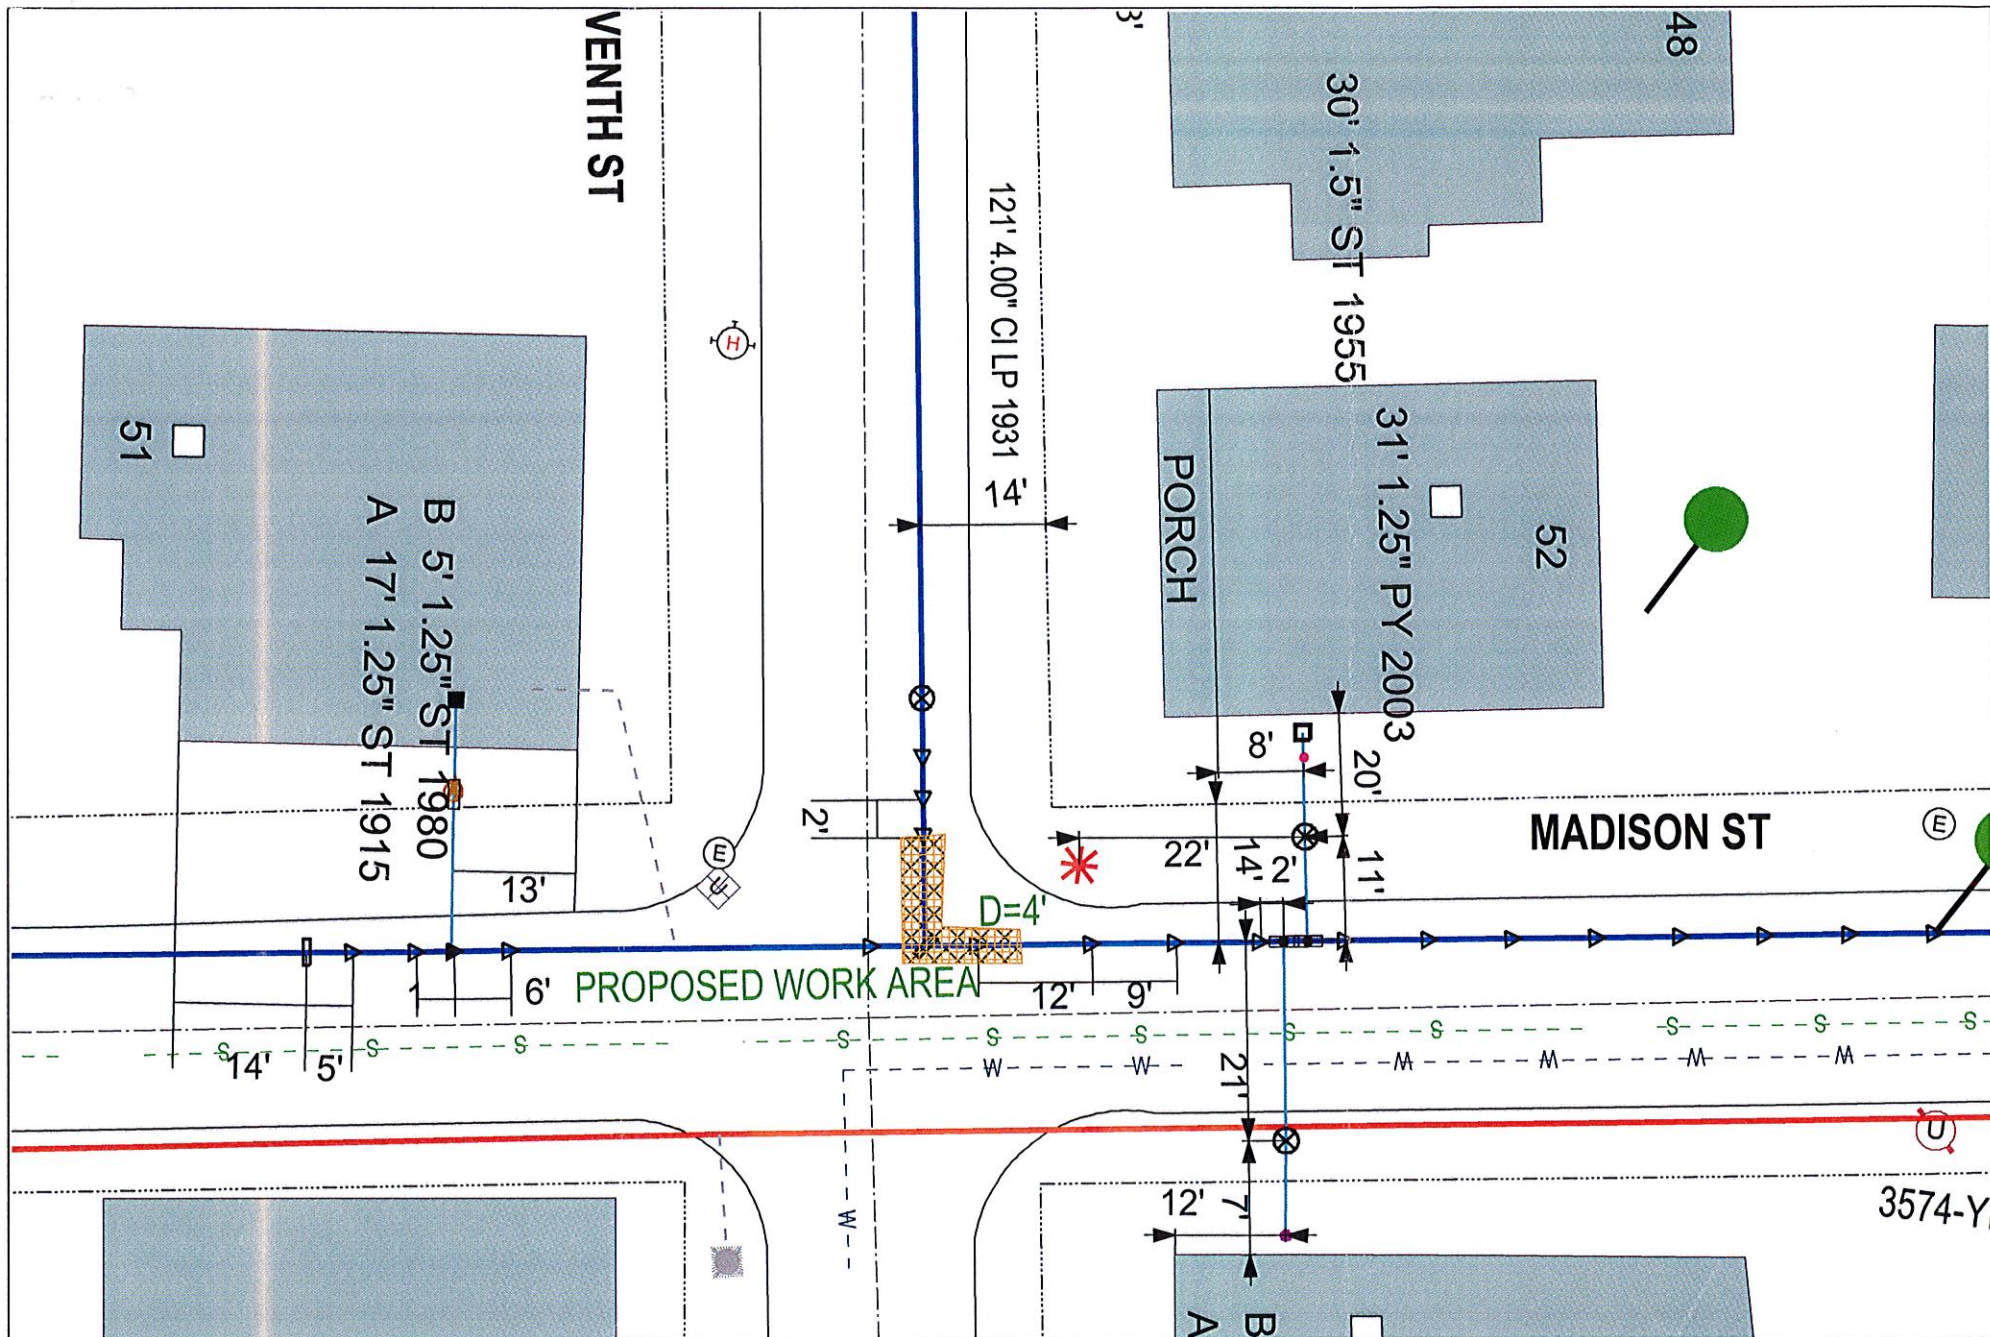 VENTH ST
3'
48
30' 1.5" ST 1955
121' 4.00" CI LP 1931
14'
H
51
B 5' 1.25" ST 1980
A 17' 1.25" ST 1915
PORCH
31' 1.25" PY 2003
52
8'
20'
2'
22'
14'
2'
11'
MADISON ST
E
E
U
13'
D=4'
PROPOSED WORK AREA
1
6'
12'
9'
14'
5'
S S S S S S S S S S
W W W W W W
W
21'
U
12'
7'
3574-Y
B
A